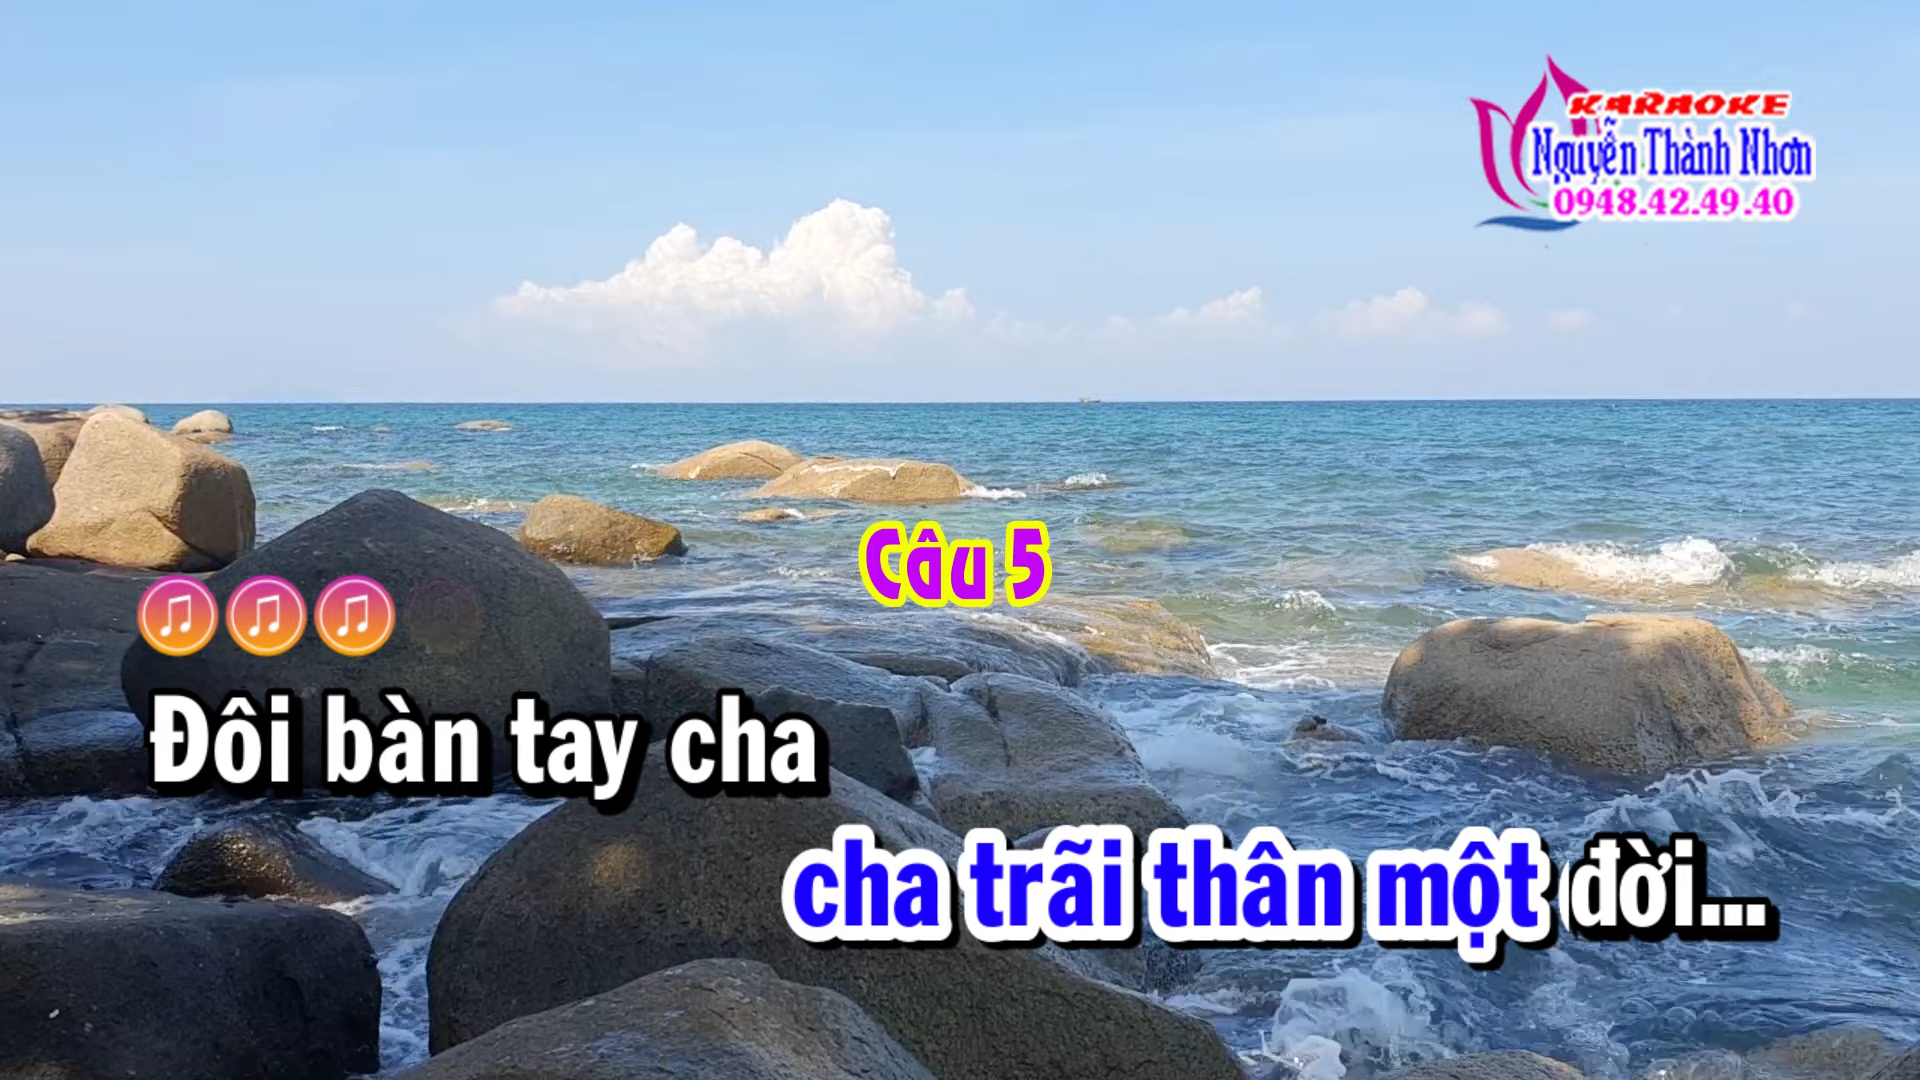 KARAOKE
Nguyễn Thành Nhơn
0948.42.49.40
Câu 5
Đôi bàn tay cha
cha trãi thân một đời...